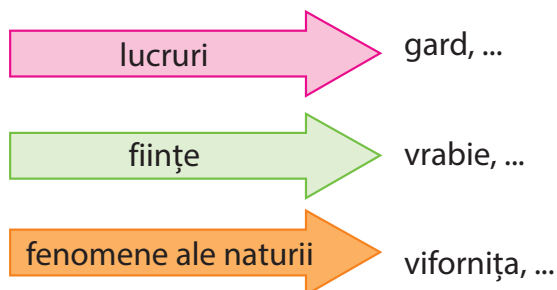 lucruri gard, ...
ființe vrabie, ...
fenomene ale naturii vifornița, ...